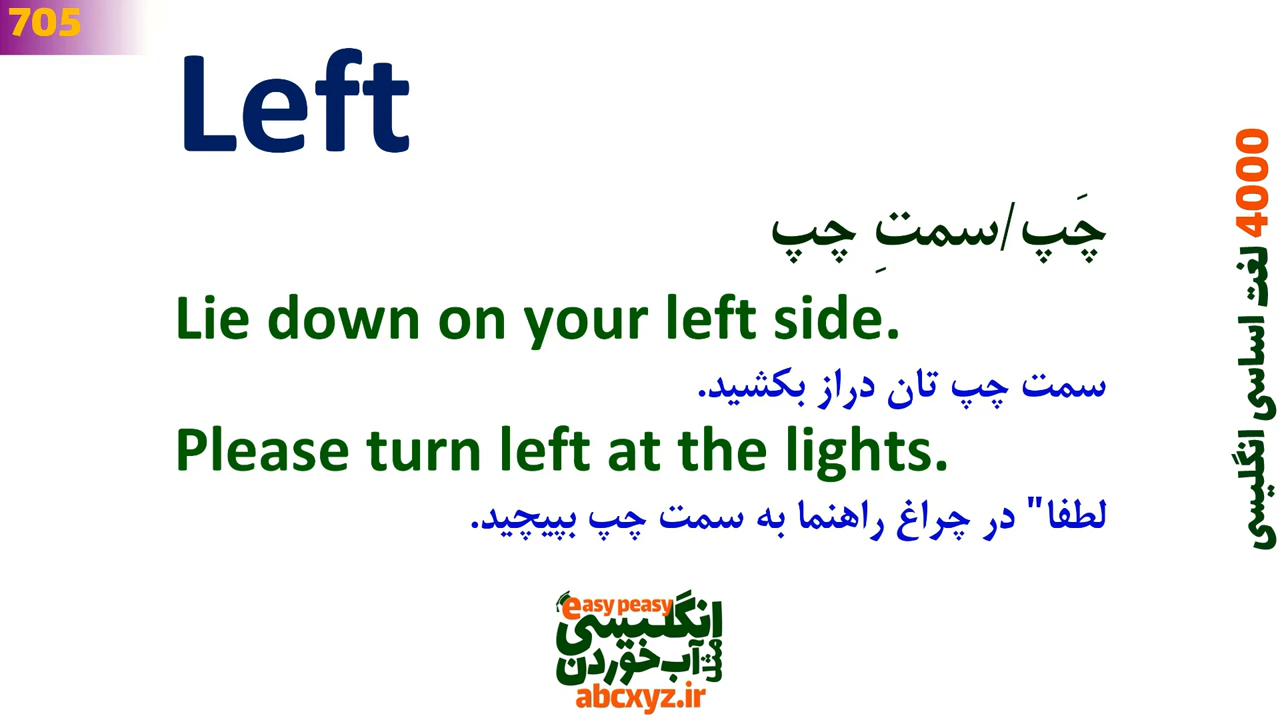 705
Left
چَپ/سمتِ چپ
Lie down on your left side.
سمت چپ تان دراز بکشید.
Please turn left at the lights.
لطفا" در چراغ راهنما به سمت چپ بپیچید.
4000 لغت اساسی انگلیسی
easy peasy
انگلیسی
مثل آب خوردن
abcxyz.ir